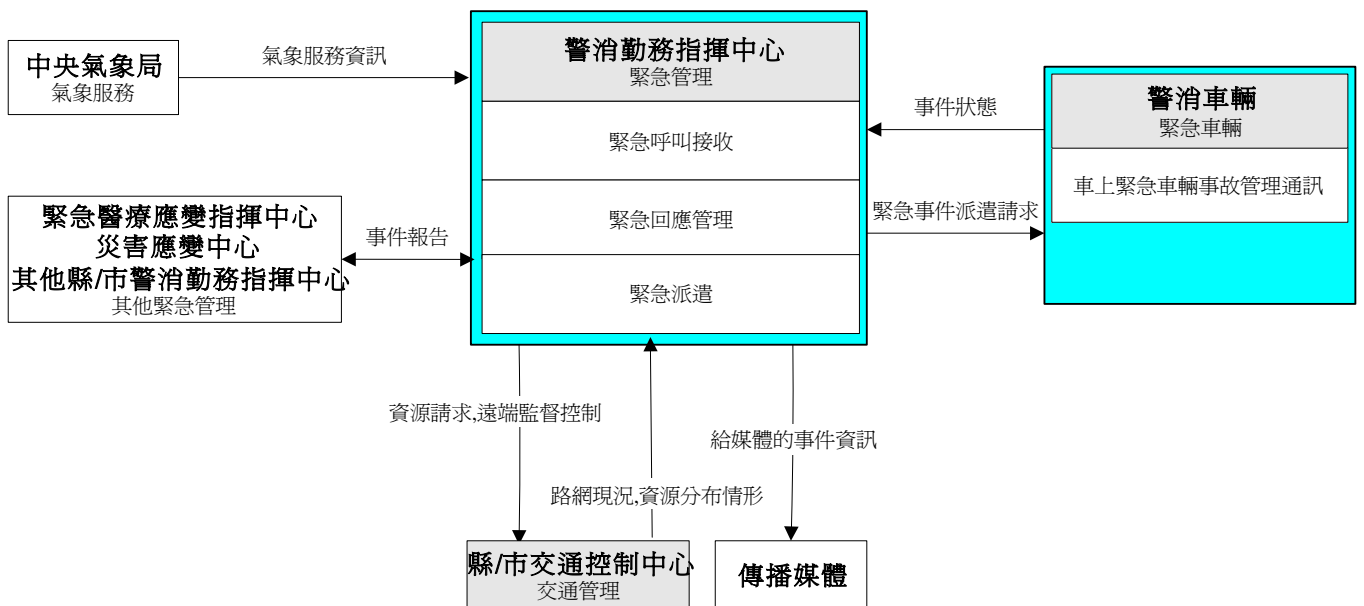 中央氣象局
氣象服務
氣象服務資訊
警消勤務指揮中心
緊急管理
緊急呼叫接收
緊急回應管理
緊急派遣
事件狀態
緊急事件派遣請求
警消車輛
緊急車輛
車上緊急車輛事故管理通訊
緊急醫療應變指揮中心
災害應變中心
其他縣/市警消勤務指揮中心
其他緊急管理
事件報告
資源請求,遠端監督控制
給媒體的事件資訊
路網現況,資源分布情形
縣/市交通控制中心
交通管理
傳播媒體